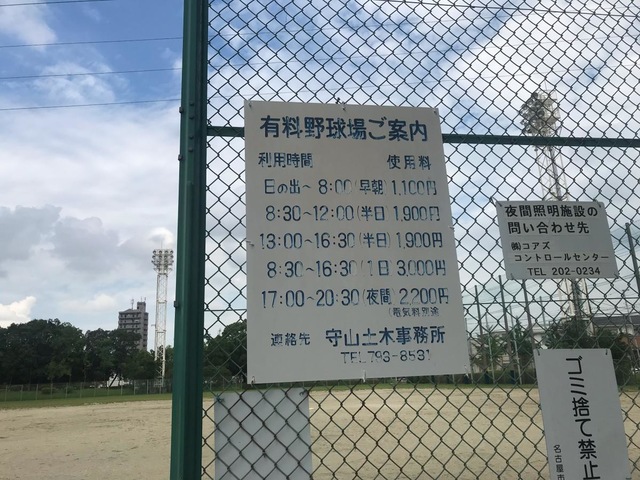 有料野球場ご案内
利用時間 使用料
日の出~8:00(早朝) 1,100円
8:30~12:00(半日) 1,900円
13:00~16:30(半日) 1,900円
8:30~16:30(1日) 3,000円
17:00~20:30(夜間) 2,200円
(電気料別途)
連絡先 守山土木事務所
TEL793-8531
夜間照明施設の
問い合わせ先
㈱コアズ
コントロールセンター
TEL 202-0234
ゴミ捨て禁止
名古屋市